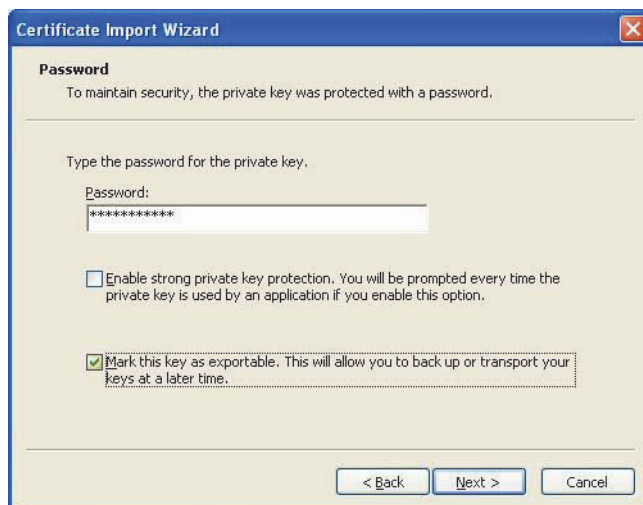 Certificate Import Wizard
Password
To maintain security, the private key was protected with a password.
Type the password for the private key.
Password:
***********
Enable strong private key protection. You will be prompted every time the
private key is used by an application if you enable this option.
Mark this key as exportable. This will allow you to back up or transport your
keys at a later time.
< Back Next > Cancel